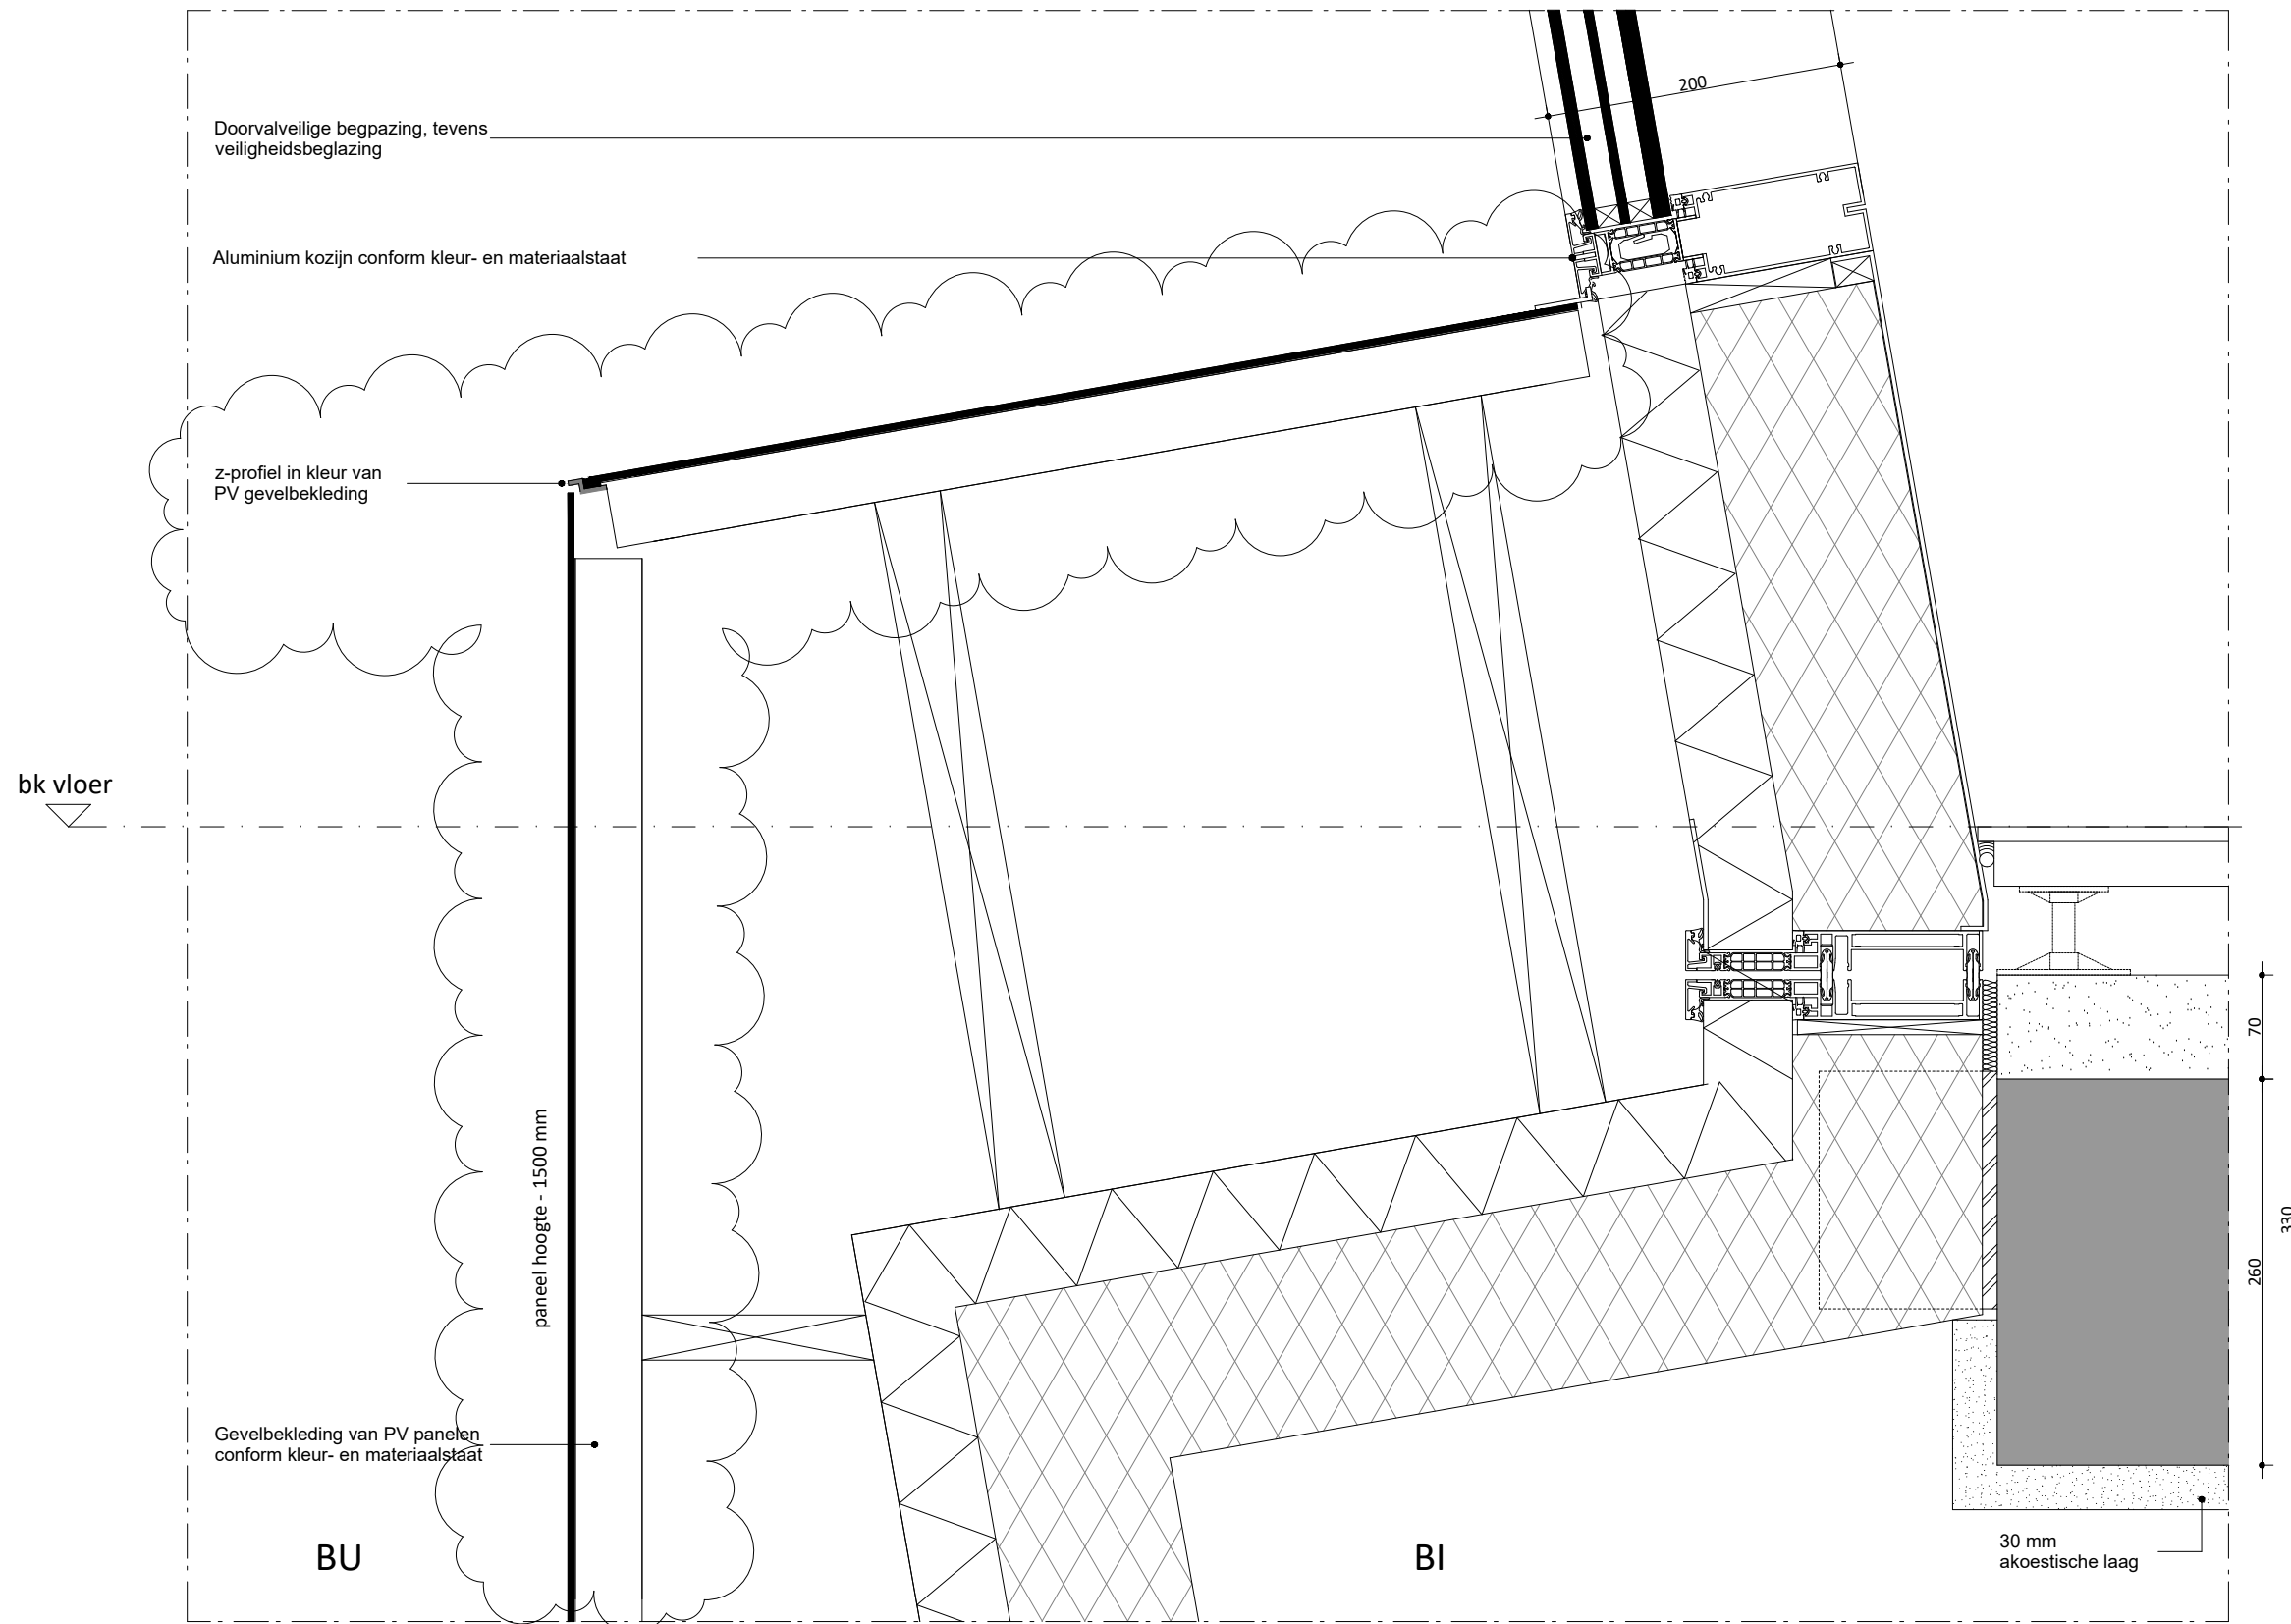 200
Doorvalveilige begpazing, tevens
veiligheidsbeglazing
Aluminium kozijn conform kleur- en materiaalstaat
z-profiel in kleur van
PV gevelbekleding
bk vloer
paneel hoogte - 1500 mm
70
330
260
Gevelbekleding van PV panelen
conform kleur- en materiaalstaat
BU
BI
30 mm
akoestische laag